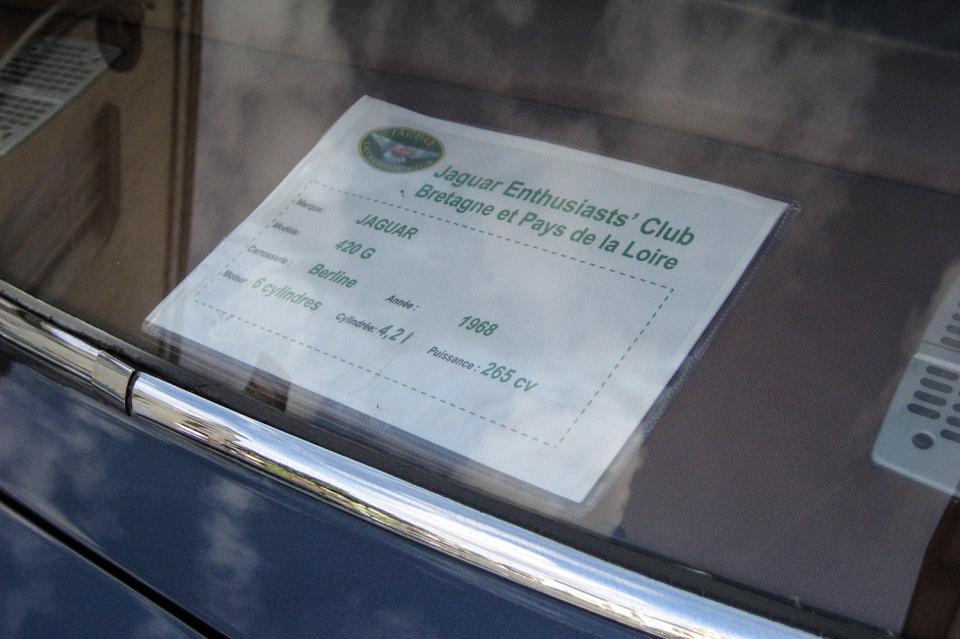 JAGUAR
Jaguar Enthusiasts' Club
Bretagne et Pays de la Loire
Marque: JAGUAR
Modèle: 420 G
Carrosserie : Berline Année : 1968
Moteur: 6 cylindres Cylindrée: 4,2 l Puissance : 265 cv